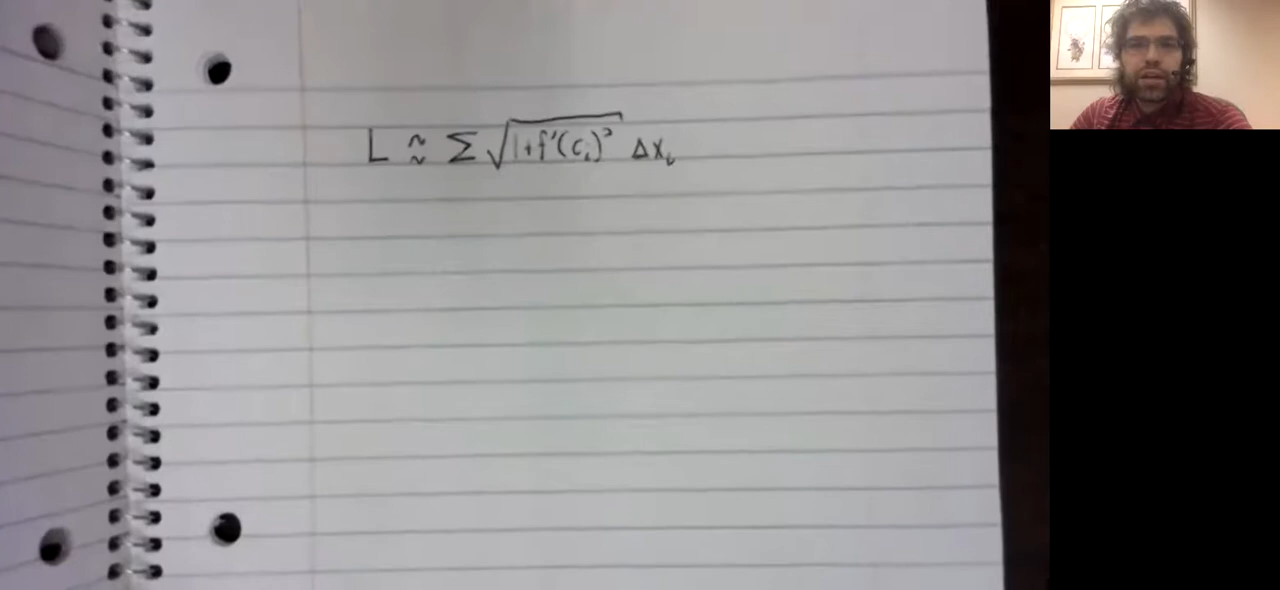 L ≈ Σ √(1+f'(cᵢ)²) Δxᵢ